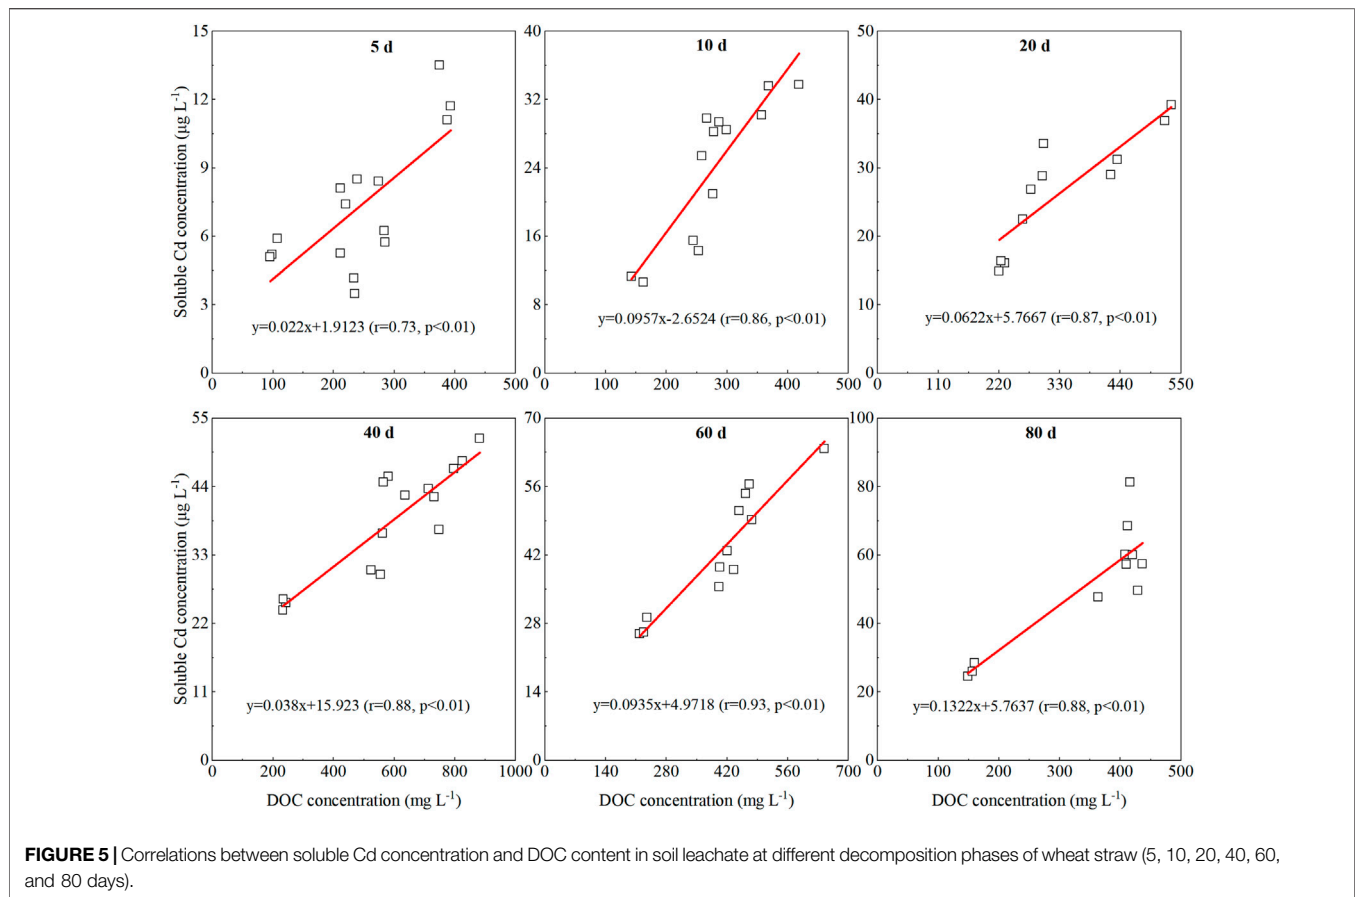 5 d
10 d
20 d
Soluble Cd concentration (μg L⁻¹)
15
12
9
6
3
0
y=0.022x+1.9123 (r=0.73, p<0.01)
0 100 200 300 400 500
40
32
24
16
8
0
y=0.0957x-2.6524 (r=0.86, p<0.01)
0 100 200 300 400 500
50
40
30
20
10
0
y=0.0622x+5.7667 (r=0.87, p<0.01)
0 110 220 330 440 550
40 d
60 d
80 d
Soluble Cd concentration (μg L⁻¹)
55
44
33
22
11
0
y=0.038x+15.923 (r=0.88, p<0.01)
0 200 400 600 800 1000
DOC concentration (mg L⁻¹)
70
56
42
28
14
0
y=0.0935x+4.9718 (r=0.93, p<0.01)
0 140 280 420 560 700
DOC concentration (mg L⁻¹)
100
80
60
40
20
0
y=0.1322x+5.7637 (r=0.88, p<0.01)
0 100 200 300 400 500
DOC concentration (mg L⁻¹)
FIGURE 5 | Correlations between soluble Cd concentration and DOC content in soil leachate at different decomposition phases of wheat straw (5, 10, 20, 40, 60,
and 80 days).